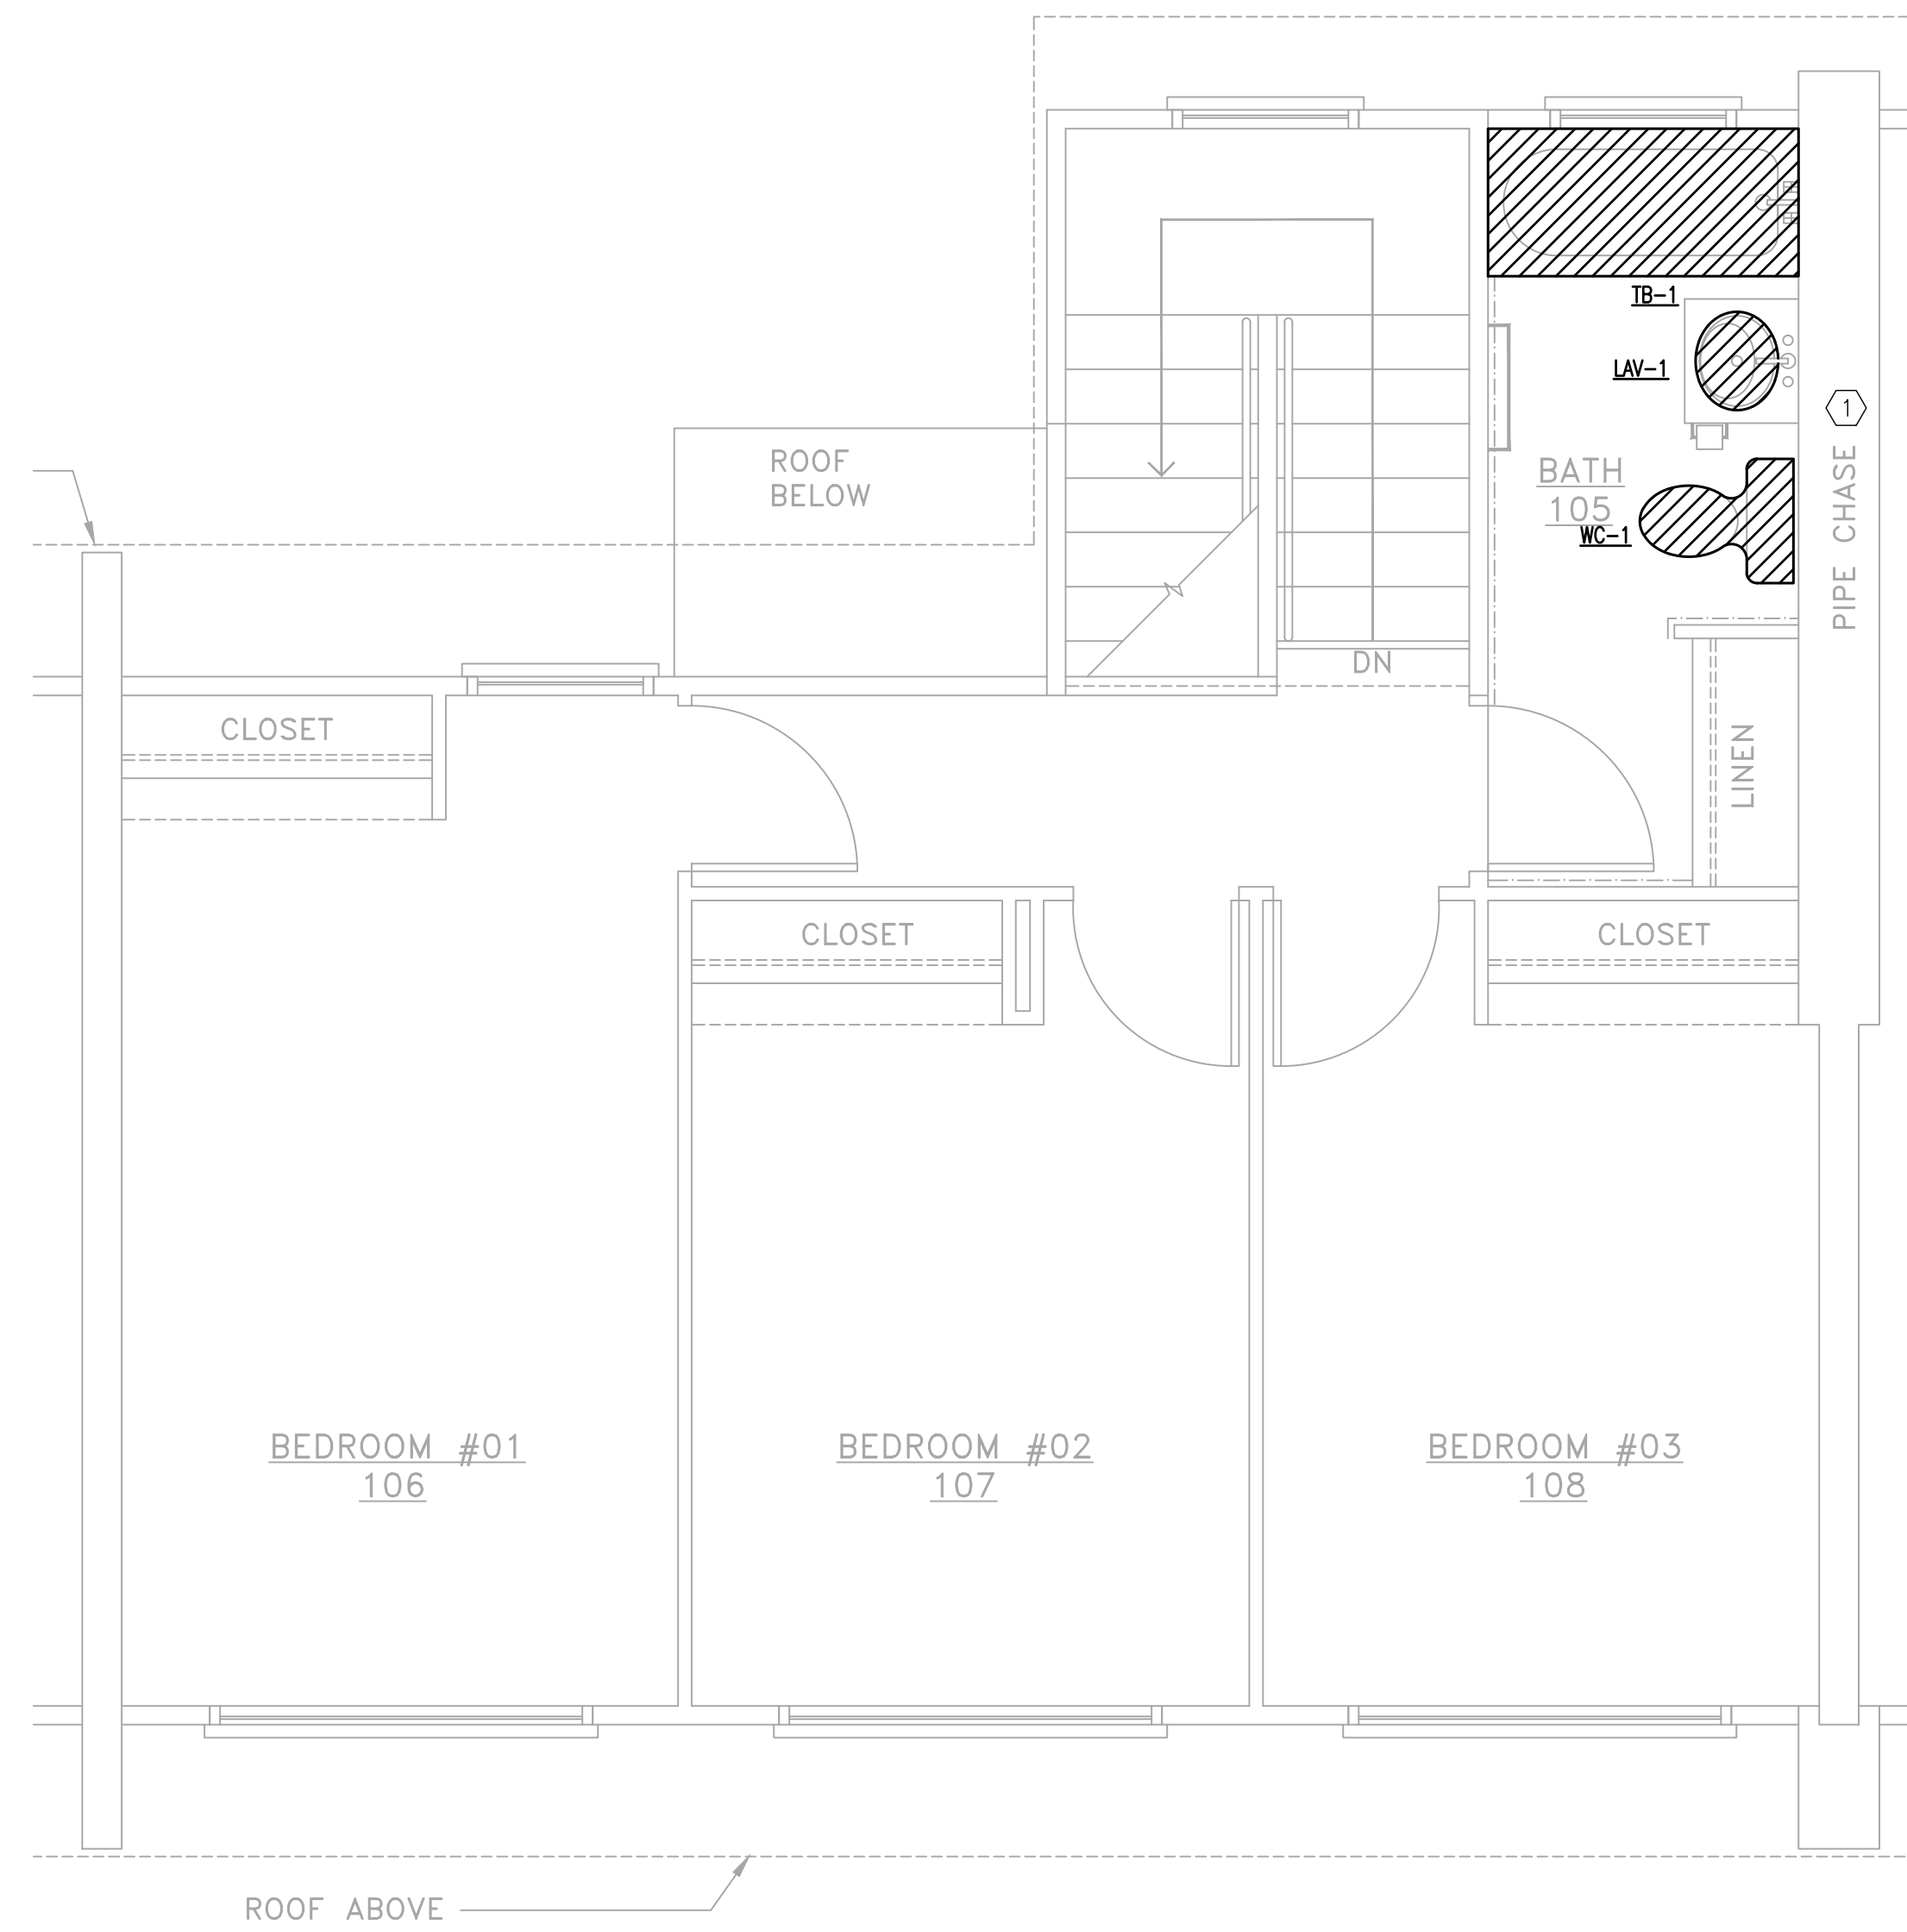 TB-1
LAV-1
1
PIPE CHASE
ROOF
BELOW
BATH
105
WC-1
DN
CLOSET
LINEN
CLOSET
CLOSET
BEDROOM #01
106
BEDROOM #02
107
BEDROOM #03
108
ROOF ABOVE